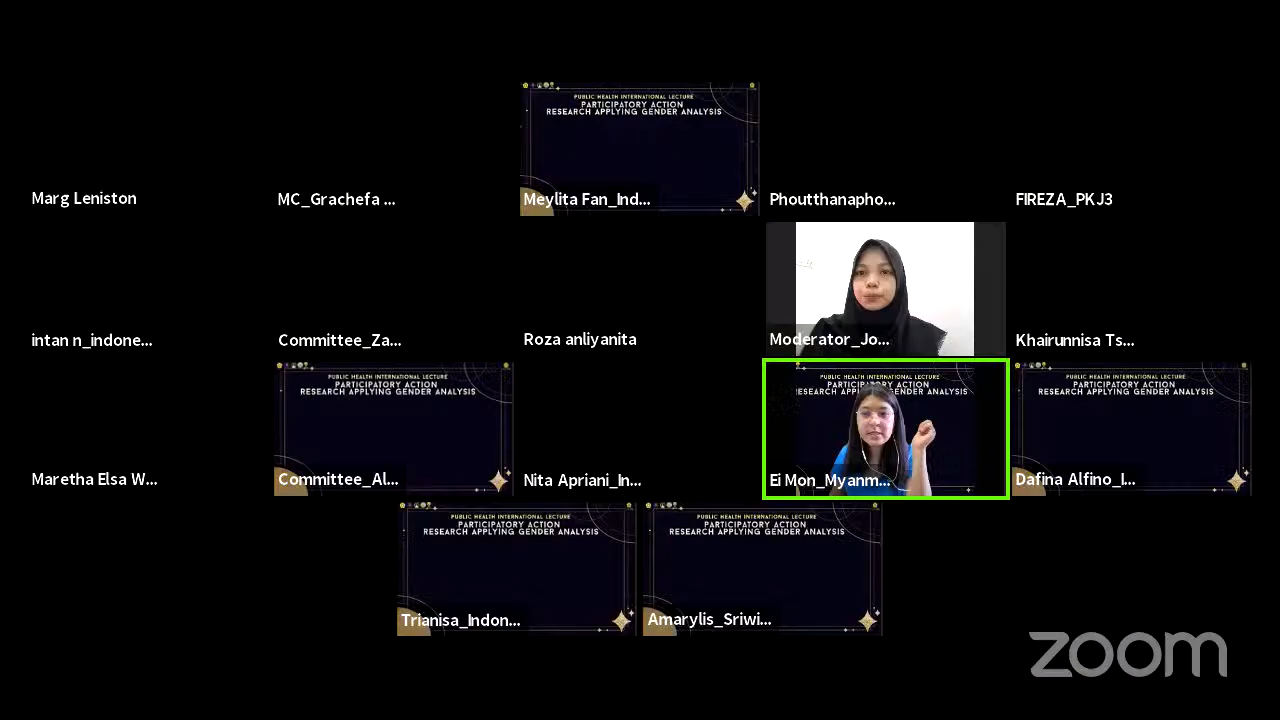 PUBLIC HEALTH INTERNATIONAL LECTURE
PARTICIPATORY ACTION
RESEARCH APPLYING GENDER ANALYSIS
Marg Leniston
MC_Grachefa ...
Meylita Fan_Ind...
Phoutthanapho...
FIREZA_PKJ3
intan n_indone...
Committee_Za...
Roza anliyanita
Moderator_Jo...
Khairunnisa Ts...
PUBLIC HEALTH INTERNATIONAL LECTURE
PARTICIPATORY ACTION
RESEARCH APPLYING GENDER ANALYSIS
PUBLIC HEALTH INTERNATIONAL LECTURE
PARTICIPATORY ACTION
GENDER ANALYSIS
PUBLIC HEALTH INTERNATIONAL LECTURE
PARTICIPATORY ACTION
RESEARCH APPLYING GENDER ANALYSIS
Maretha Elsa W...
Committee_Al...
Nita Apriani_In...
Ei Mon_Myanm...
Dafina Alfino_I...
PUBLIC HEALTH INTERNATIONAL LECTURE
PARTICIPATORY ACTION
RESEARCH APPLYING GENDER ANALYSIS
PUBLIC HEALTH INTERNATIONAL LECTURE
PARTICIPATORY ACTION
RESEARCH APPLYING GENDER ANALYSIS
Trianisa_Indon...
Amarylis_Sriwi...
zoom